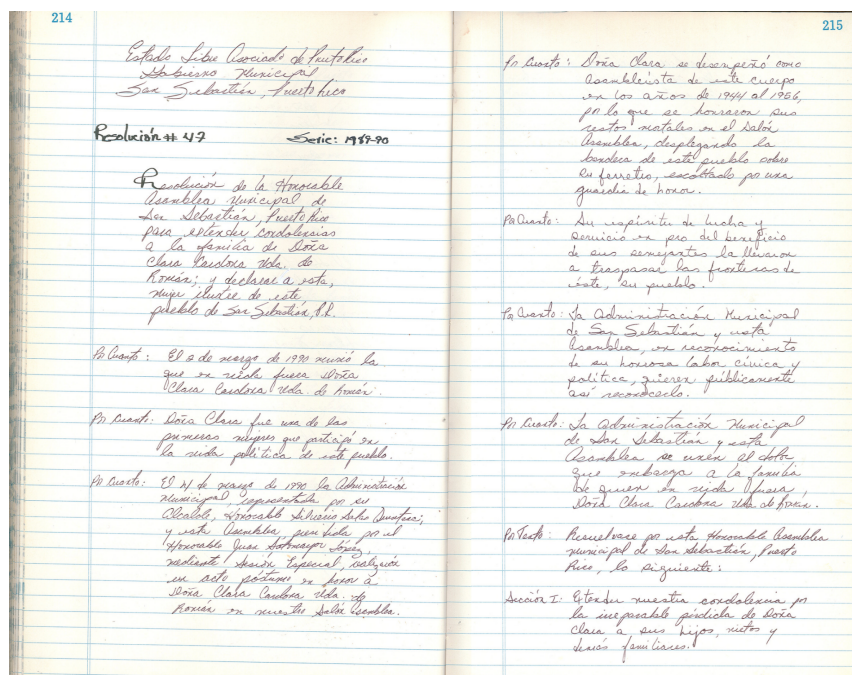 214
Estado Libre Asociado de Puerto Rico
Gobierno Municipal
San Sebastián, Puerto Rico
Resolución # 47 Serie: 1989-90
Resolución de la Honorable
Asamblea Municipal de
San Sebastián, Puerto Rico
para extender condolencias
a la familia de Doña
Clara Cardona Vda. de
Román; y declarar a esta,
mujer ilustre de este
pueblo de San Sebastián, P.R.
Por Cuanto: El 2 de marzo de 1990 murió la
que en vida fuera Doña
Clara Cardona Vda. de Román.
Por Cuanto: Doña Clara fue una de las
primeras mujeres que participó en
la vida política de este pueblo.
Por Cuanto: El 4 de marzo de 1990 la Administración
Municipal representada por su
Alcalde, Honorable
y esta Asamblea presidida por el
Honorable Juan Sotomayor López,
mediante Sesión Especial, realizaron
un acto póstumo en honor a
Doña Clara Cardona Vda. de
Román en nuestro Salón Asamblea.
215
Por Cuanto: Doña Clara se desempeñó como
Asambleísta de este cuerpo
en los años de 1944 al 1956,
por lo que se honraron sus
restos mortales en el Salón
Asamblea, desplegando la
bandera de este pueblo sobre
su ferretro, escoltado por una
guardia de honor.
Por Cuanto: Su espíritu de lucha y
servicio en pro del beneficio
de sus semejantes la llevaron
a traspasar las fronteras de
éste, su pueblo.
Por Cuanto: La Administración Municipal
de San Sebastián y esta
Asamblea, en reconocimiento
de su honrosa labor cívica y
política, quieren públicamente
así reconocerlo.
Por Cuanto: La Administración Municipal
de San Sebastián y esta
Asamblea se unen al dolor
que embarga a la familia
de quien en vida fuera,
Doña Clara Cardona Vda. de Román.
Por Tanto: Resuelvase por esta Honorable Asamblea
Municipal de San Sebastián, Puerto
Rico, lo siguiente:
Sección I: Extender nuestra condolencia por
la irreparable pérdida de Doña
Clara a sus hijos, nietos y
demás familiares.